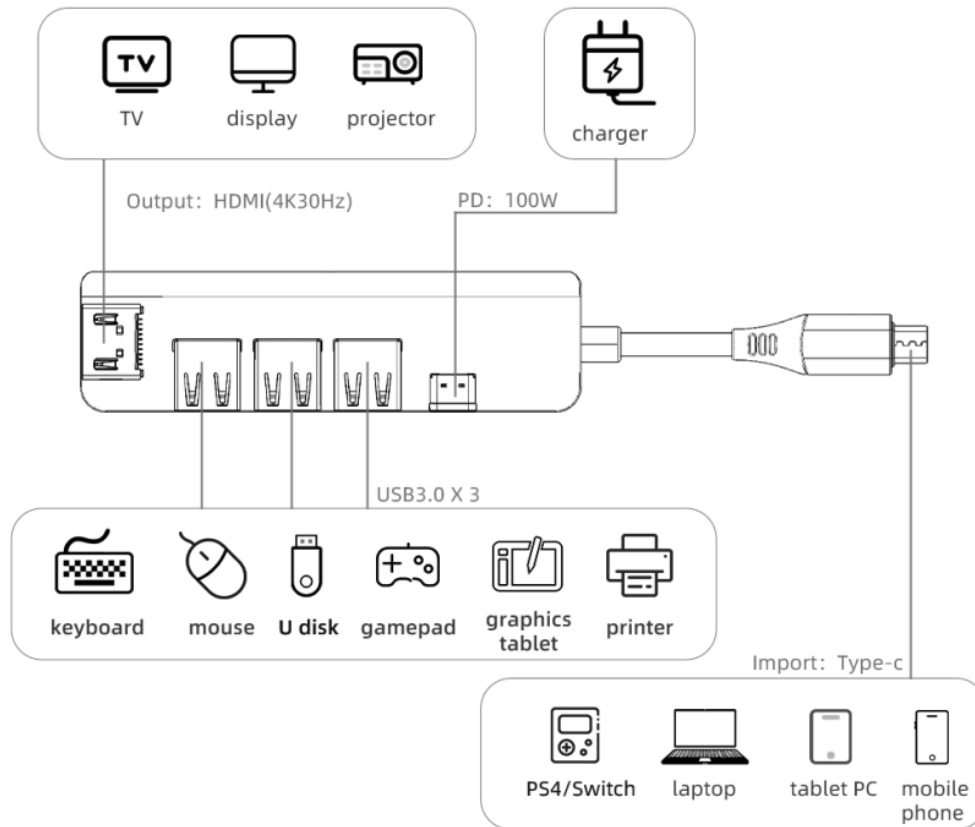 TV
TV
display
projector
charger
Output: HDMI(4K30Hz)
PD: 100W
USB3.0 X 3
keyboard
mouse
U disk
gamepad
graphics
tablet
printer
Import: Type-c
PS4/Switch
laptop
tablet PC
mobile
phone